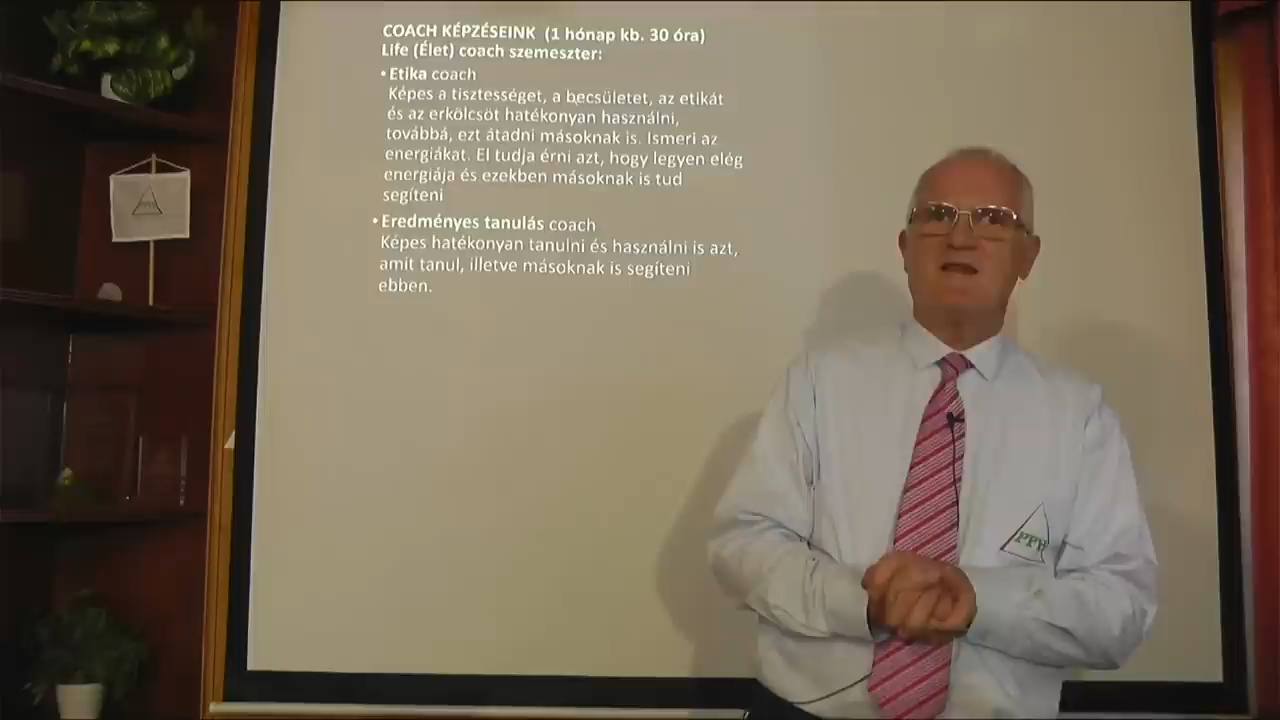 COACH KÉPZÉSEINK (1 hónap kb. 30 óra)
Life (Élet) coach szemeszter:
• Etika coach
Képes a tisztességet, a becsületet, az etikát
és az erkölcsöt hatékonyan használni,
továbbá, ezt átadni másoknak is. Ismeri az
energiákat. El tudja érni azt, hogy legyen elég
energiája és ezekben másoknak is tud
segíteni
• Eredményes tanulás coach
Képes hatékonyan tanulni és használni is azt,
amit tanul, illetve másoknak is segíteni
ebben.
PPH